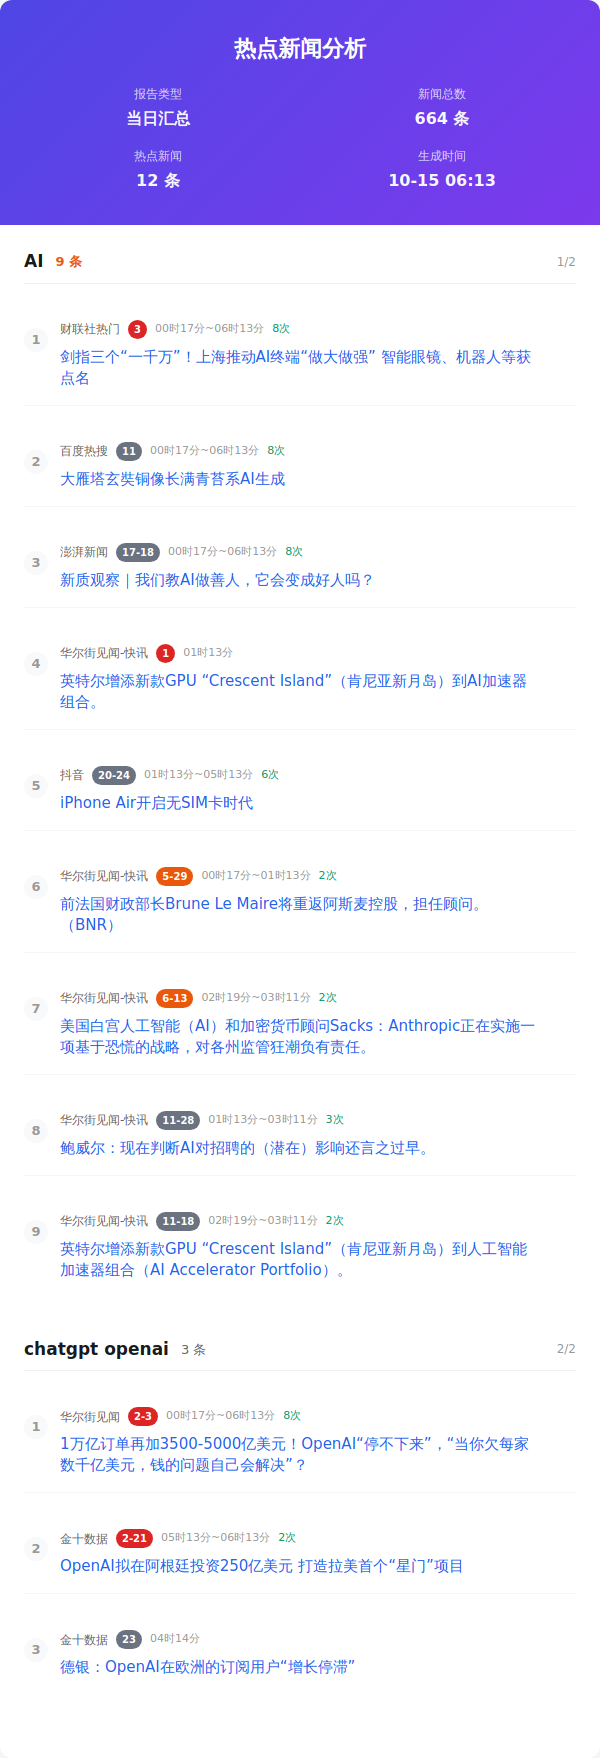 热点新闻分析
报告类型
当日汇总
新闻总数
664 条
热点新闻
12 条
生成时间
10-15 06:13
AI 9 条 1/2
1
财联社热门 3 00时17分~06时13分 8次
剑指三个“一千万”！上海推动AI终端“做大做强” 智能眼镜、机器人等获
点名
2
百度热搜 11 00时17分~06时13分 8次
大雁塔玄奘铜像长满青苔系AI生成
3
澎湃新闻 17-18 00时17分~06时13分 8次
新质观察｜我们教AI做善人，它会变成好人吗？
4
华尔街见闻-快讯 1 01时13分
英特尔增添新款GPU “Crescent Island”（肯尼亚新月岛）到AI加速器
组合。
5
抖音 20-24 01时13分~05时13分 6次
iPhone Air开启无SIM卡时代
6
华尔街见闻-快讯 5-29 00时17分~01时13分 2次
前法国财政部长Brune Le Maire将重返阿斯麦控股，担任顾问。
（BNR）
7
华尔街见闻-快讯 6-13 02时19分~03时11分 2次
美国白宫人工智能（AI）和加密货币顾问Sacks：Anthropic正在实施一
项基于恐慌的战略，对各州监管狂潮负有责任。
8
华尔街见闻-快讯 11-28 01时13分~03时11分 3次
鲍威尔：现在判断AI对招聘的（潜在）影响还言之过早。
9
华尔街见闻-快讯 11-18 02时19分~03时11分 2次
英特尔增添新款GPU “Crescent Island”（肯尼亚新月岛）到人工智能
加速器组合（AI Accelerator Portfolio）。
chatgpt openai 3 条 2/2
1
华尔街见闻 2-3 00时17分~06时13分 8次
1万亿订单再加3500-5000亿美元！OpenAI“停不下来”，“当你欠每家
数千亿美元，钱的问题自己会解决”？
2
金十数据 2-21 05时13分~06时13分 2次
OpenAI拟在阿根廷投资250亿美元 打造拉美首个“星门”项目
3
金十数据 23 04时14分
德银：OpenAI在欧洲的订阅用户“增长停滞”